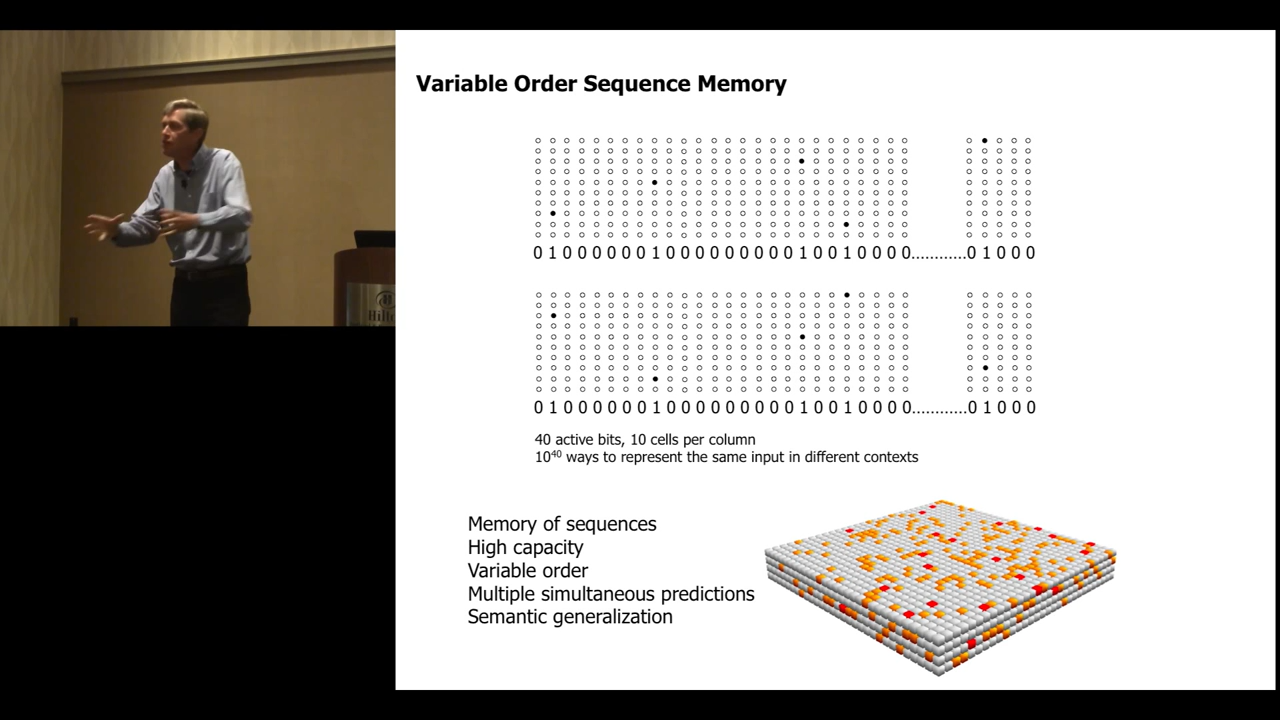 Variable Order Sequence Memory
0 1 0 0 0 0 0 0 1 0 0 0 0 0 0 0 0 0 1 0 0 1 0 0 0 0............0 1 0 0 0
0 1 0 0 0 0 0 0 1 0 0 0 0 0 0 0 0 0 1 0 0 1 0 0 0 0............0 1 0 0 0
40 active bits, 10 cells per column
10⁴⁰ ways to represent the same input in different contexts
Memory of sequences
High capacity
Variable order
Multiple simultaneous predictions
Semantic generalization